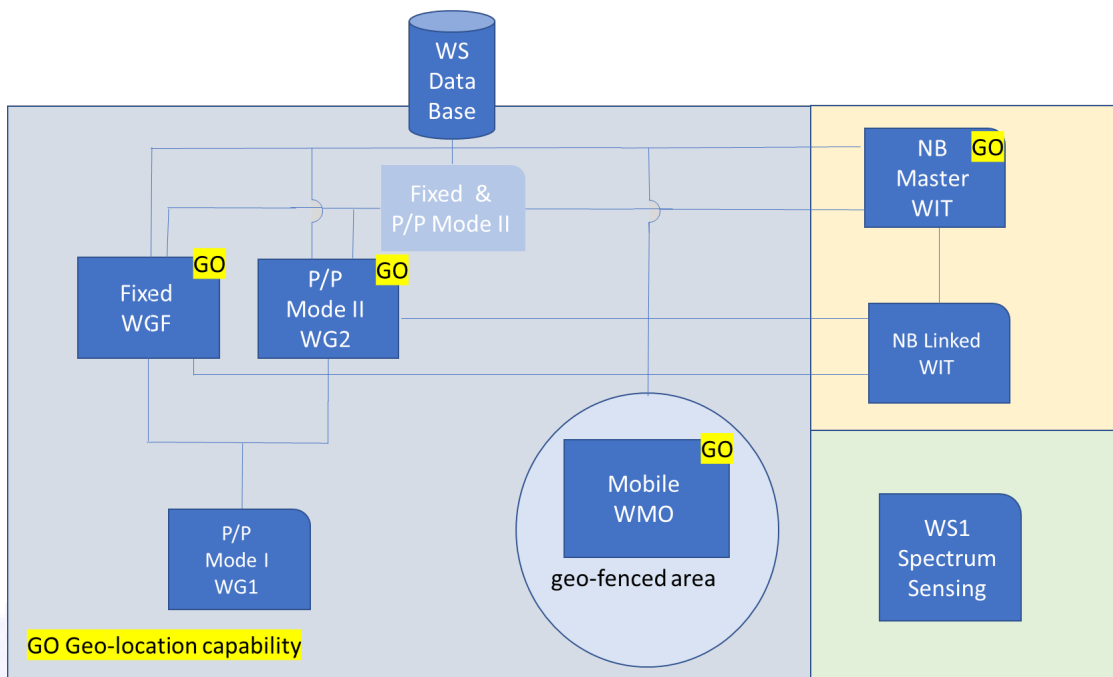 WS
Data
Base
GO
NB
Master
WIT
Fixed &
P/P Mode II
GO
Fixed
WGF
GO
P/P
Mode II
WG2
NB Linked
WIT
GO
Mobile
WMO
geo-fenced area
WS1
Spectrum
Sensing
P/P
Mode I
WG1
GO Geo-location capability